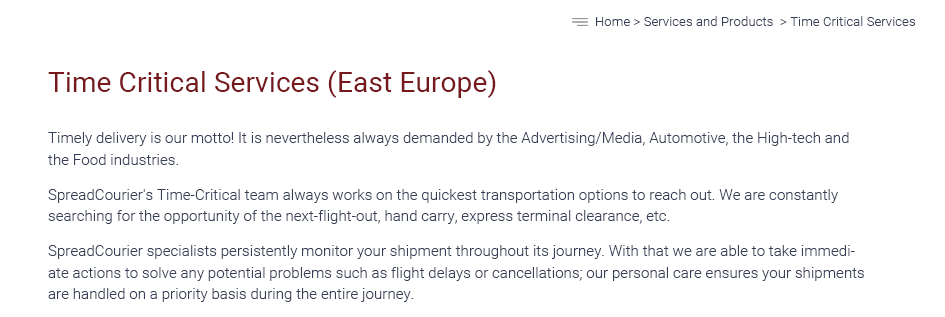 Home > Services and Products > Time Critical Services
Time Critical Services (East Europe)
Timely delivery is our motto! It is nevertheless always demanded by the Advertising/Media, Automotive, the High-tech and
the Food industries.
SpreadCourier's Time-Critical team always works on the quickest transportation options to reach out. We are constantly
searching for the opportunity of the next-flight-out, hand carry, express terminal clearance, etc.
SpreadCourier specialists persistently monitor your shipment throughout its journey. With that we are able to take immedi-
ate actions to solve any potential problems such as flight delays or cancellations; our personal care ensures your shipments
are handled on a priority basis during the entire journey.